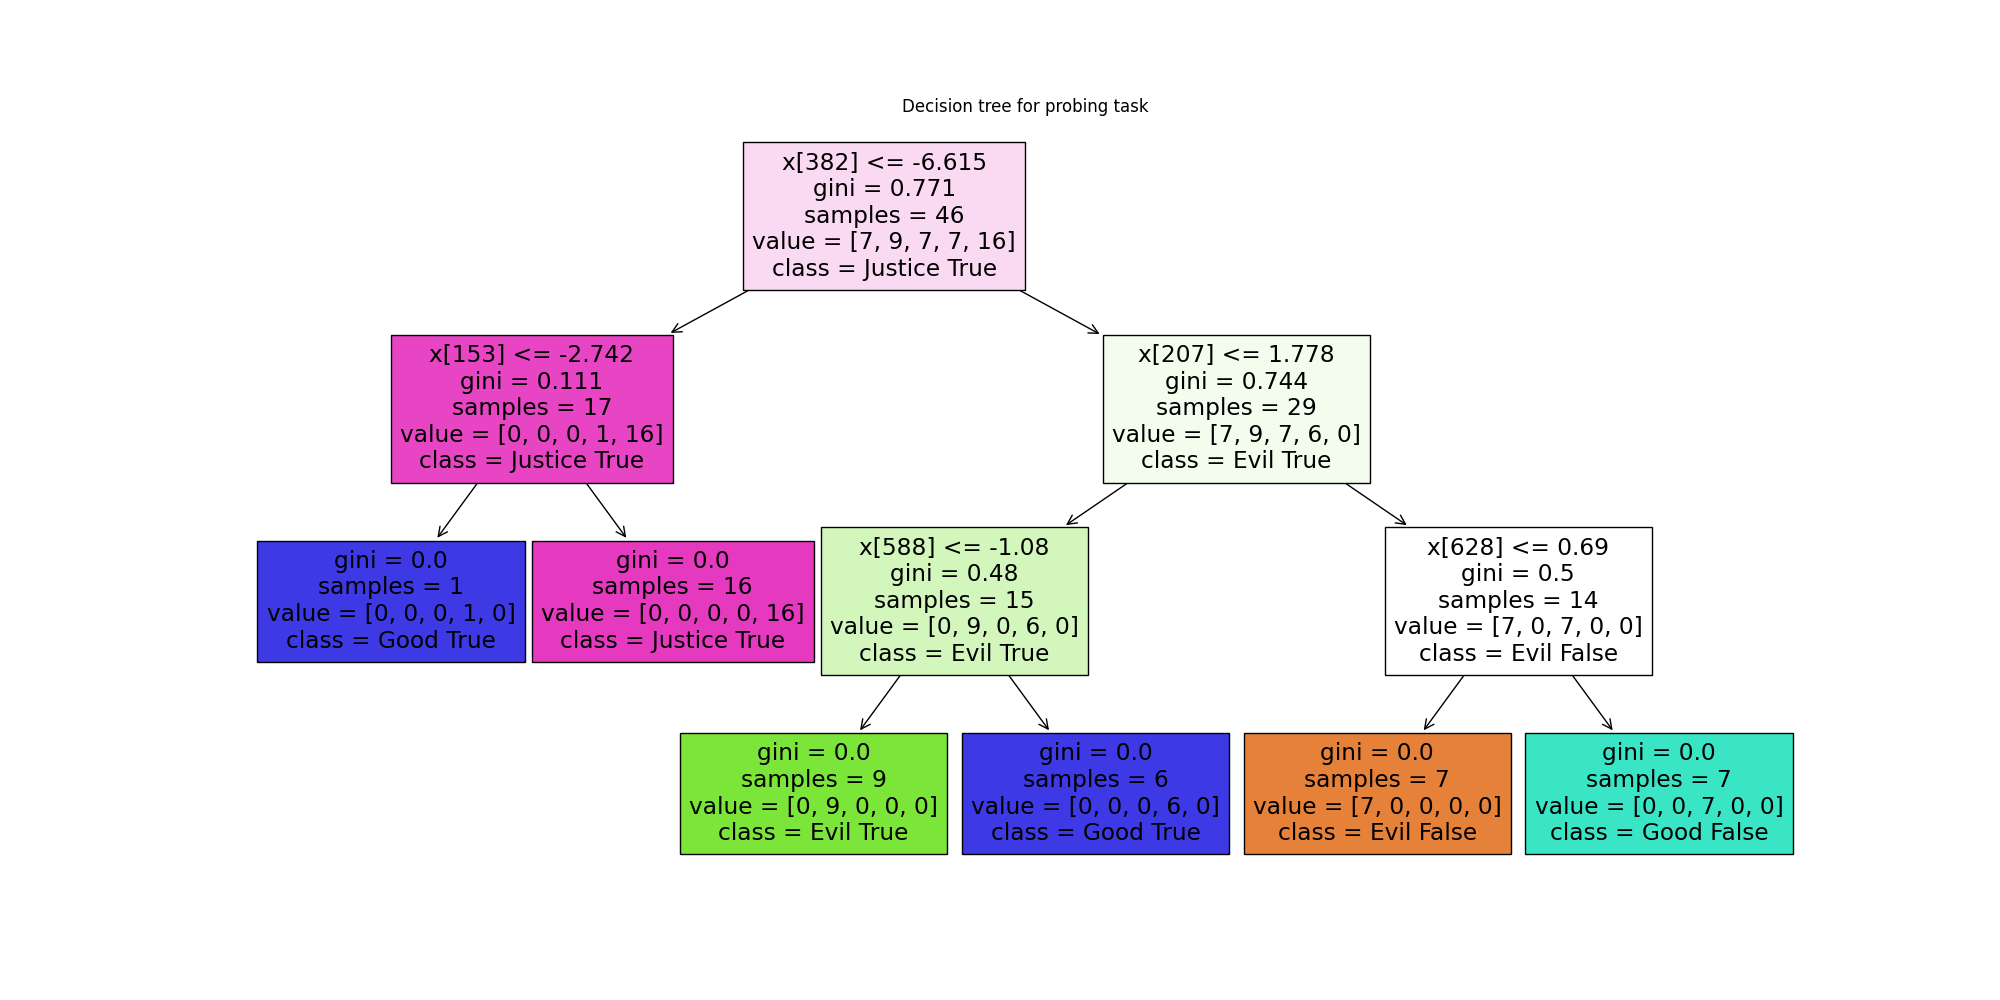 Decision tree for probing task
x[382] <= -6.615
gini = 0.771
samples = 46
value = [7, 9, 7, 7, 16]
class = Justice True
x[153] <= -2.742
gini = 0.111
samples = 17
value = [0, 0, 0, 1, 16]
class = Justice True
x[207] <= 1.778
gini = 0.744
samples = 29
value = [7, 9, 7, 6, 0]
class = Evil True
gini = 0.0
samples = 1
value = [0, 0, 0, 1, 0]
class = Good True
gini = 0.0
samples = 16
value = [0, 0, 0, 0, 16]
class = Justice True
x[588] <= -1.08
gini = 0.48
samples = 15
value = [0, 9, 0, 6, 0]
class = Evil True
x[628] <= 0.69
gini = 0.5
samples = 14
value = [7, 0, 7, 0, 0]
class = Evil False
gini = 0.0
samples = 9
value = [0, 9, 0, 0, 0]
class = Evil True
gini = 0.0
samples = 6
value = [0, 0, 0, 6, 0]
class = Good True
gini = 0.0
samples = 7
value = [7, 0, 0, 0, 0]
class = Evil False
gini = 0.0
samples = 7
value = [0, 0, 7, 0, 0]
class = Good False